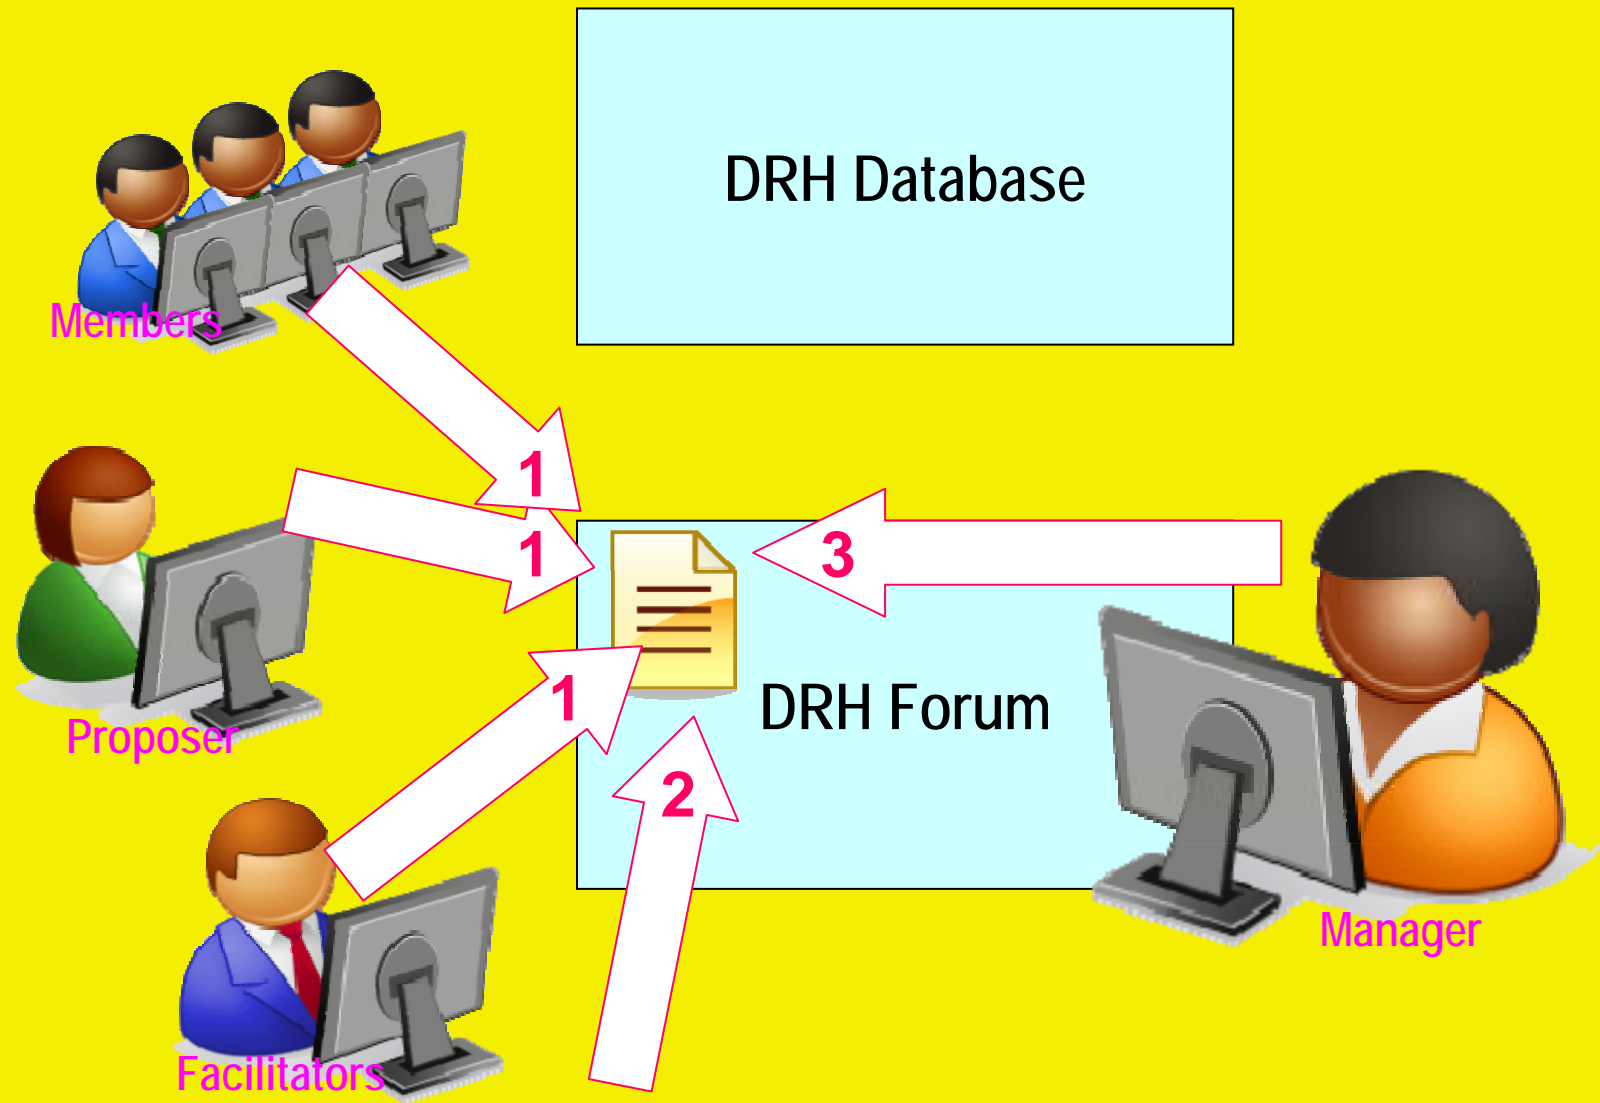 DRH Database
Members
1
1
3
Proposer
1
DRH Forum
2
Manager
Facilitators